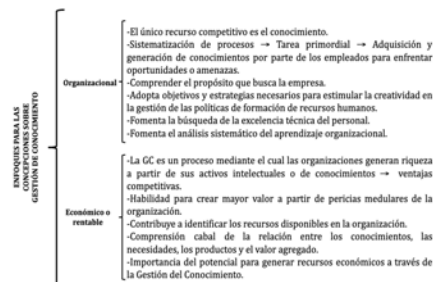 ENFOQUES PARA LAS
CONCEPCIONES SOBRE
GESTIÓN DE CONOCIMIENTO
Organizacional
-El único recurso competitivo es el conocimiento.
-Sistematización de procesos → Tarea primordial → Adquisición y
generación de conocimientos por parte de los empleados para enfrentar
oportunidades o amenazas.
-Comprender el propósito que busca la empresa.
-Adopta objetivos y estrategias necesarios para estimular la creatividad en
la gestión de las políticas de formación de recursos humanos.
-Fomenta la búsqueda de la excelencia técnica del personal.
-Fomenta el análisis sistemático del aprendizaje organizacional.
Económico o
rentable
-La GC es un proceso mediante el cual las organizaciones generan riqueza
a partir de sus activos intelectuales o de conocimientos → ventajas
competitivas.
-Habilidad para crear mayor valor a partir de pericias medulares de la
organización.
-Contribuye a identificar los recursos disponibles en la organización.
-Comprensión cabal de la relación entre los conocimientos, las
necesidades, los productos y el valor agregado.
-Importancia del potencial para generar recursos económicos a través de
la Gestión del Conocimiento.